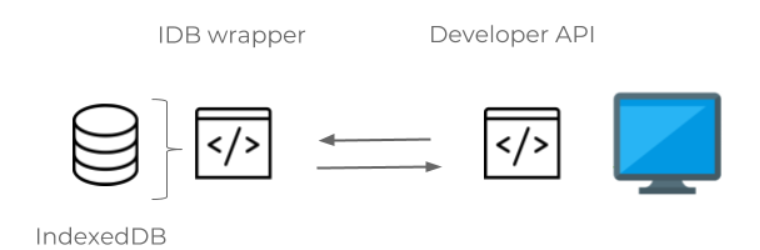 IDB wrapper
Developer API
</>
</>
IndexedDB